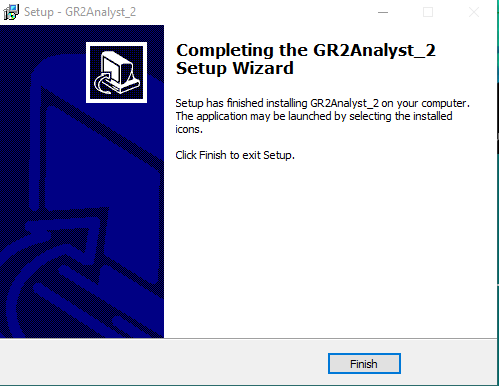 Setup - GR2Analyst_2
Completing the GR2Analyst_2
Setup Wizard
Setup has finished installing GR2Analyst_2 on your computer.
The application may be launched by selecting the installed
icons.
Click Finish to exit Setup.
Finish